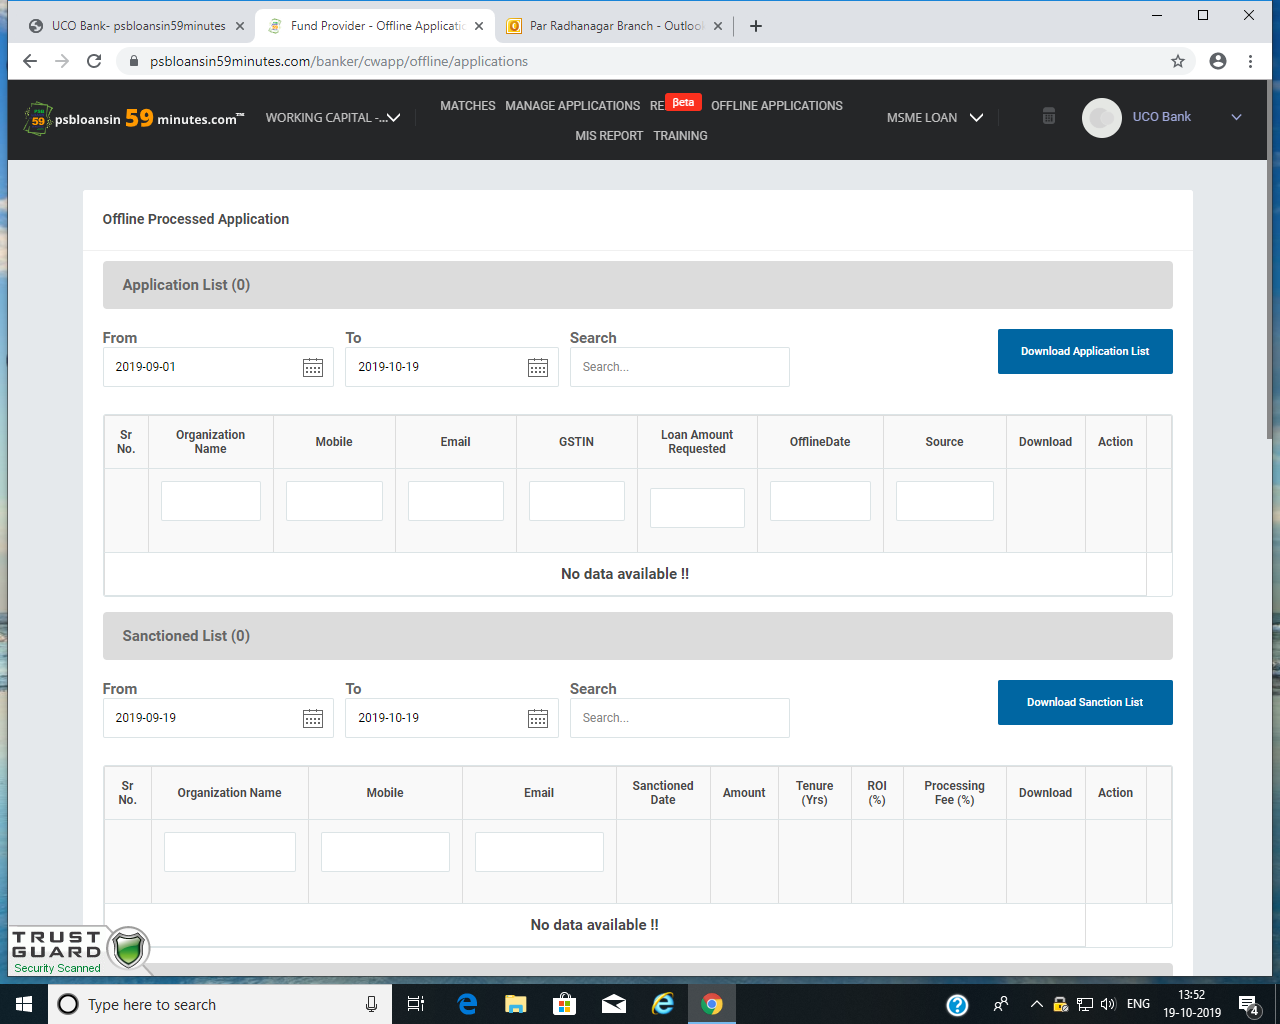 UCO Bank- psbloansin59minutes
Fund Provider - Offline Applicatio
Par Radhanagar Branch - Outlook
psbloansin59minutes.com/banker/cwapp/offline/applications
PSB 59 psbloansin 59 minutes.com™
WORKING CAPITAL -...
MATCHES MANAGE APPLICATIONS RE βeta OFFLINE APPLICATIONS
MIS REPORT TRAINING
MSME LOAN
UCO Bank
Offline Processed Application
Application List (0)
From To Search
2019-09-01 2019-10-19 Search...
Download Application List
Sr No. Organization Name Mobile Email GSTIN Loan Amount Requested OfflineDate Source Download Action
No data available !!
Sanctioned List (0)
From To Search
2019-09-19 2019-10-19 Search...
Download Sanction List
Sr No. Organization Name Mobile Email Sanctioned Date Amount Tenure (Yrs) ROI (%) Processing Fee (%) Download Action
No data available !!
TRUST
GUARD
Security Scanned
Type here to search
ENG
13:52
19-10-2019
4